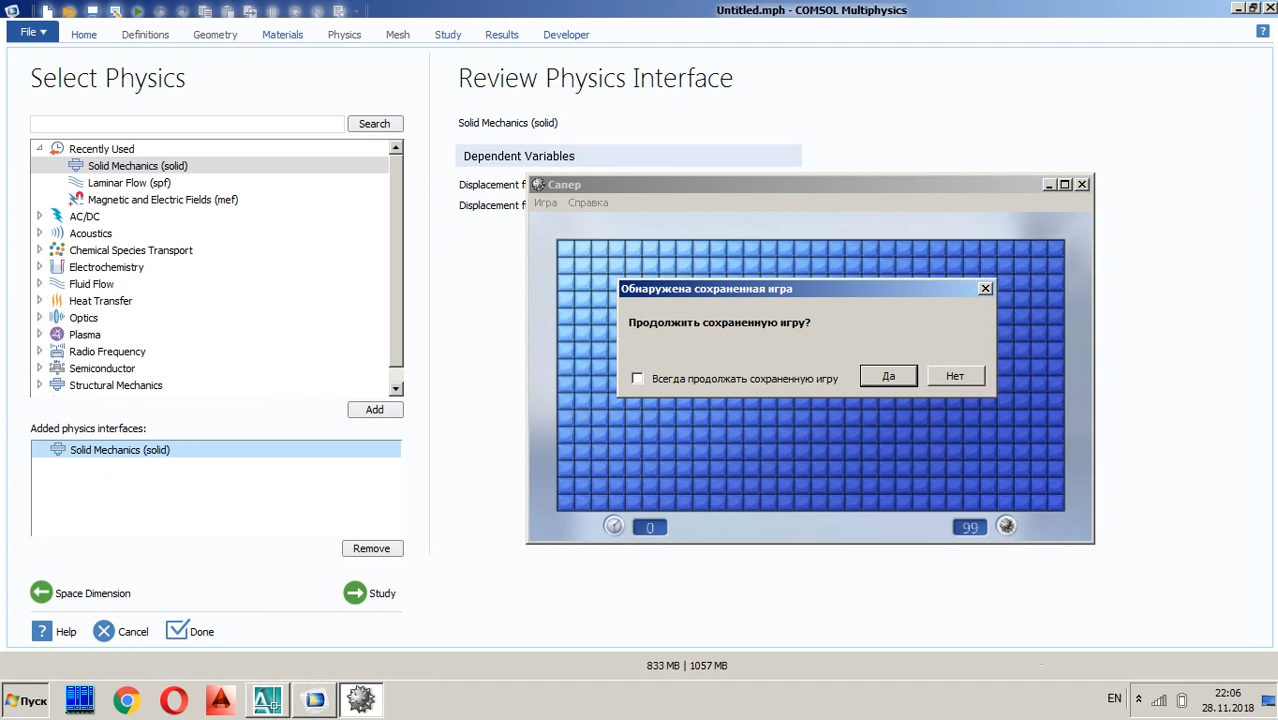 Untitled.mph - COMSOL Multiphysics
File Home Definitions Geometry Materials Physics Mesh Study Results Developer
Select Physics
Search
Recently Used
Solid Mechanics (solid)
Laminar Flow (spf)
Magnetic and Electric Fields (mef)
AC/DC
Acoustics
Chemical Species Transport
Electrochemistry
Fluid Flow
Heat Transfer
Optics
Plasma
Radio Frequency
Semiconductor
Structural Mechanics
Add
Added physics interfaces:
Solid Mechanics (solid)
Remove
Space Dimension
Study
? Help
Cancel
Done
Review Physics Interface
Solid Mechanics (solid)
Dependent Variables
Displacement f
Displacement f
Сапер
Игра Справка
Обнаружена сохраненная игра
Продолжить сохраненную игру?
Всегда продолжать сохраненную игру
Да
Нет
0
99
833 MB | 1057 MB
Пуск
EN
22:06
28.11.2018